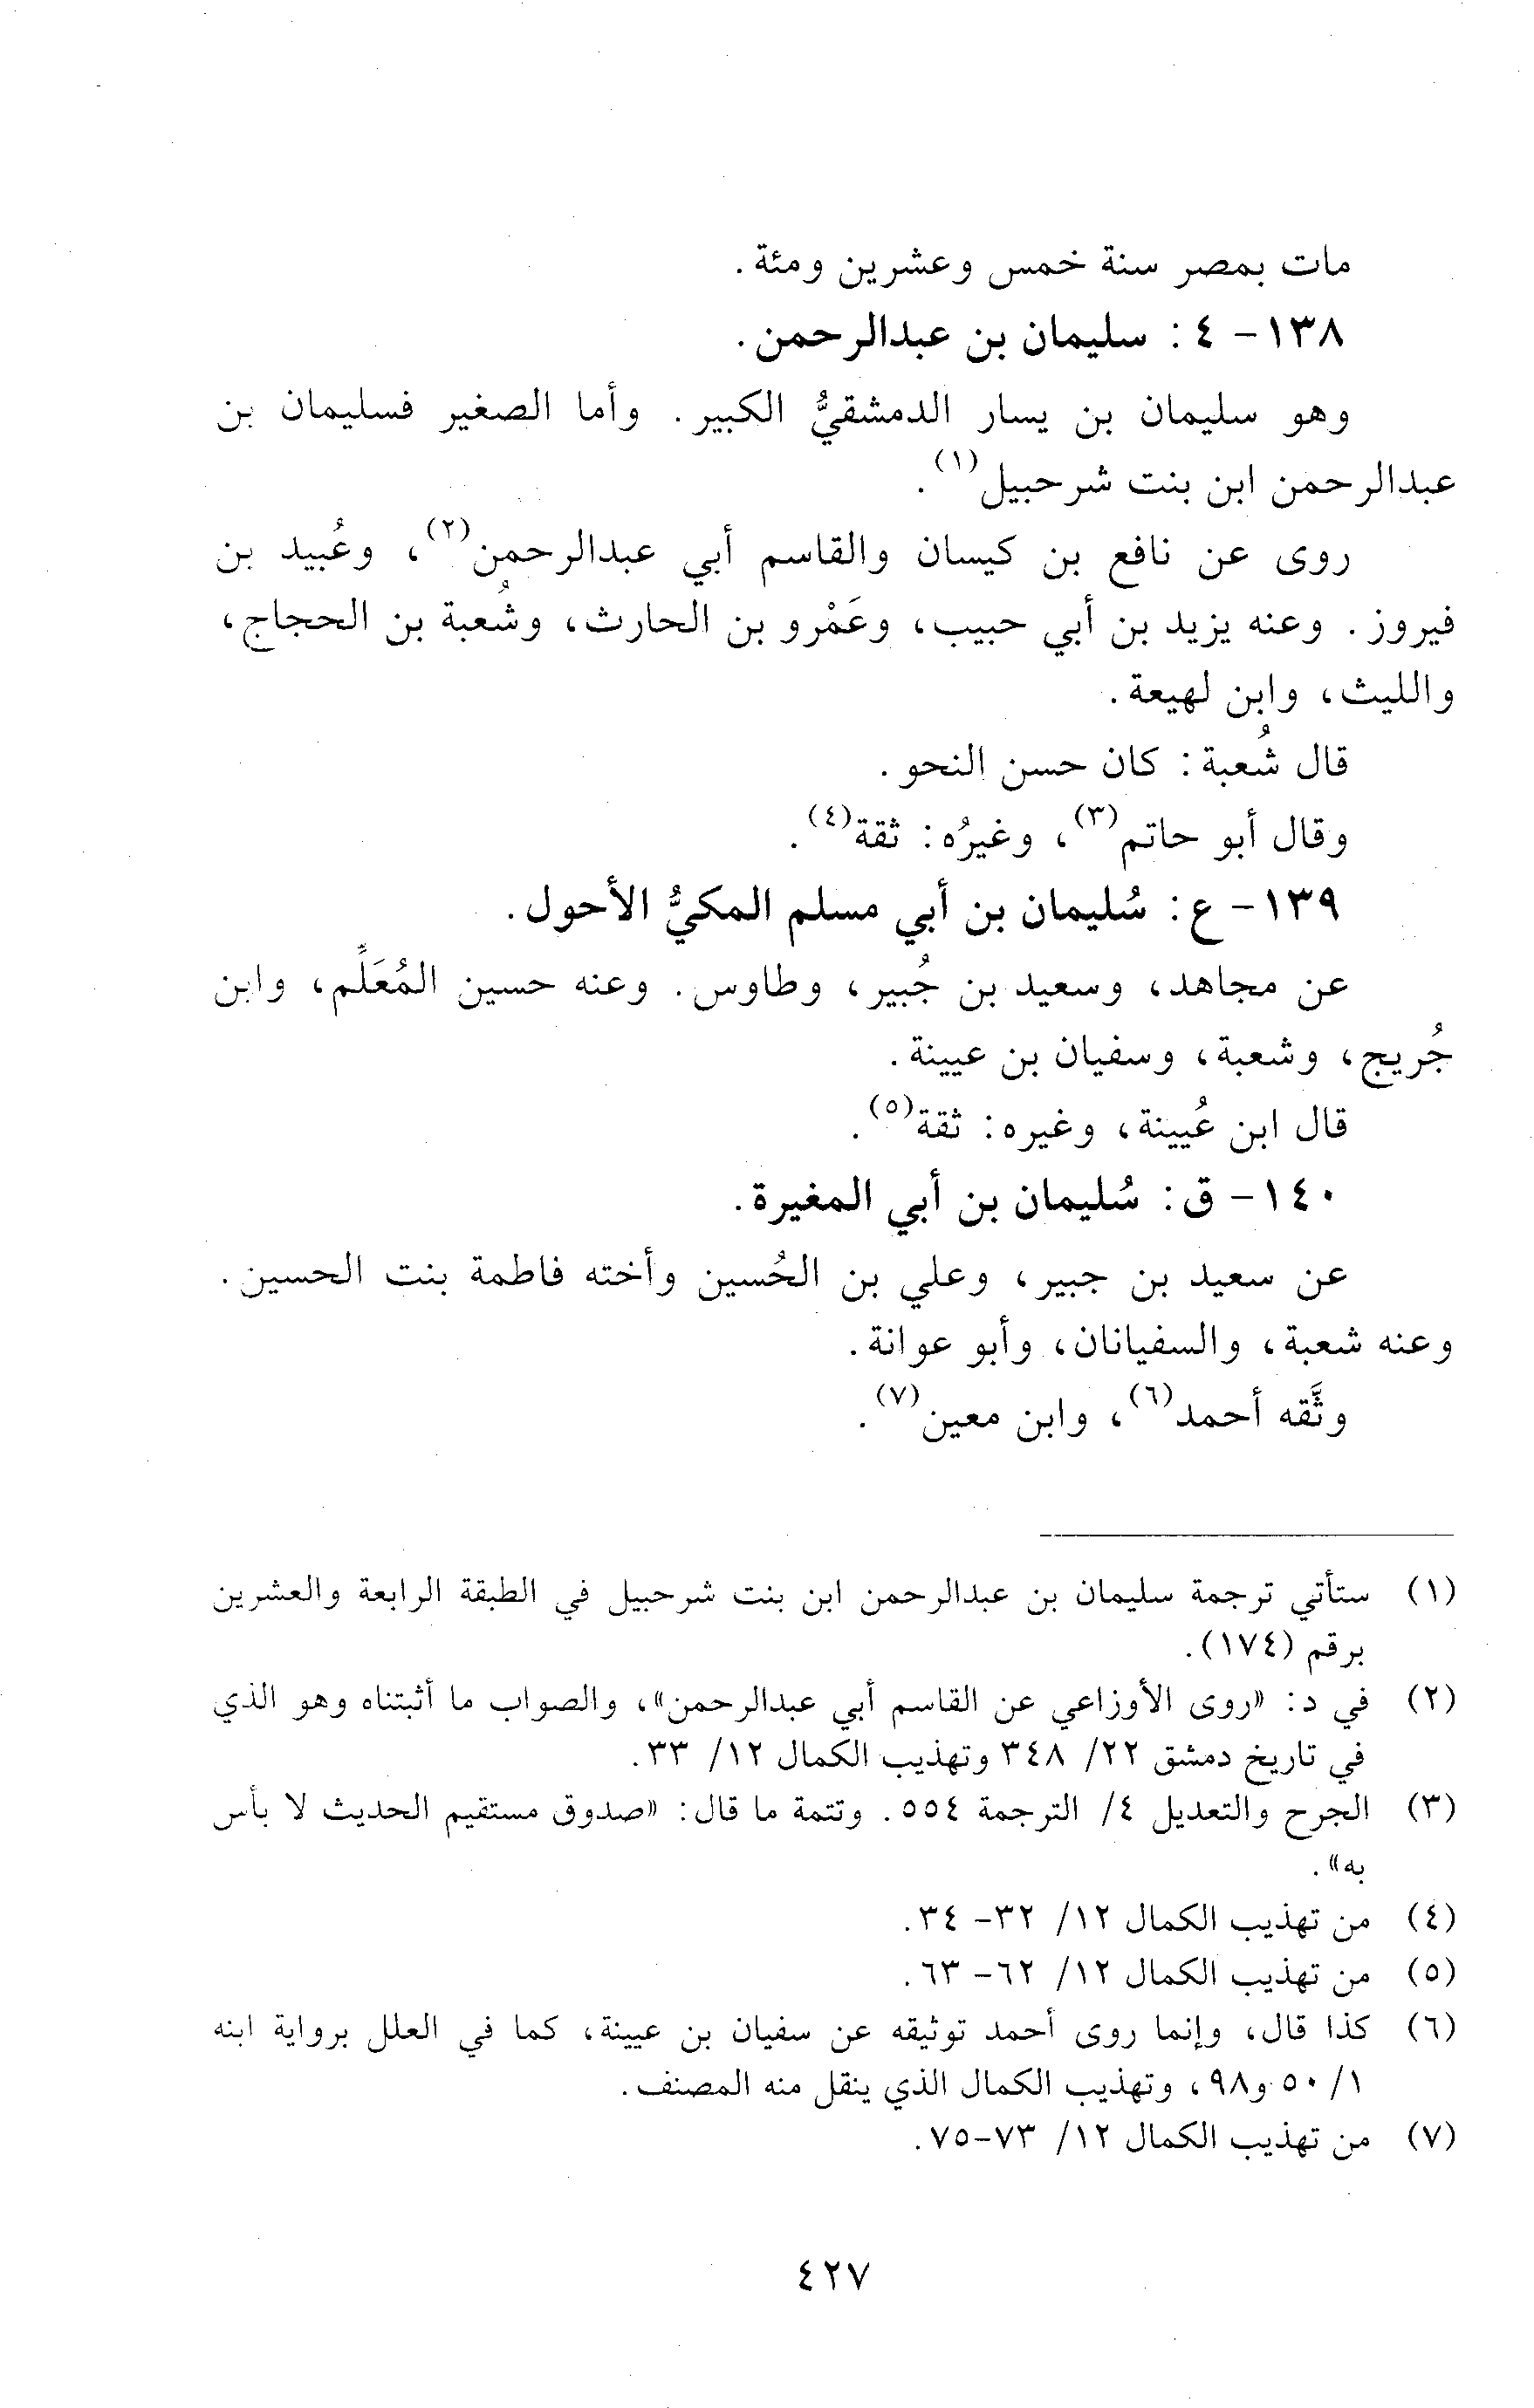 مات بمصر سنة خمس وعشرين ومئة.
١٣٨- ٤: سليمان بن عبدالرحمن.
وهو سليمان بن يسار الدمشقيُّ الكبير. وأما الصغير فسليمان بن
عبدالرحمن ابن بنت شرحبيل(١).
روى عن نافع بن كيسان والقاسم أبي عبدالرحمن(٢)، وعُبيد بن
فيروز. وعنه يزيد بن أبي حبيب، وعَمْرو بن الحارث، وشُعبة بن الحجاج،
والليث، وابن لهيعة.
قال شُعبة: كان حسن النحو.
وقال أبو حاتم(٣)، وغيرُه: ثقة(٤).
١٣٩- ع: سُليمان بن أبي مسلم المكيُّ الأحول.
عن مجاهد، وسعيد بن جُبير، وطاوس. وعنه حسين المُعَلِّم، وابن
جُريج، وشعبة، وسفيان بن عيينة.
قال ابن عُيينة، وغيره: ثقة(٥).
١٤٠- ق: سُليمان بن أبي المغيرة.
عن سعيد بن جبير، وعلي بن الحُسين وأخته فاطمة بنت الحسين.
وعنه شعبة، والسفيانان، وأبو عوانة.
وثَّقه أحمد(٦)، وابن معين(٧).
(١) ستأتي ترجمة سليمان بن عبدالرحمن ابن بنت شرحبيل في الطبقة الرابعة والعشرين
برقم (١٧٤).
(٢) في د: «روى الأوزاعي عن القاسم أبي عبدالرحمن»، والصواب ما أثبتناه وهو الذي
في تاريخ دمشق ٢٢/ ٣٤٨ وتهذيب الكمال ١٢/ ٣٣.
(٣) الجرح والتعديل ٤/ الترجمة ٥٥٤. وتتمة ما قال: «صدوق مستقيم الحديث لا بأس
به».
(٤) من تهذيب الكمال ١٢/ ٣٢- ٣٤.
(٥) من تهذيب الكمال ١٢/ ٦٢- ٦٣.
(٦) كذا قال، وإنما روى أحمد توثيقه عن سفيان بن عيينة، كما في العلل برواية ابنه
١/ ٥٠ و٩٨، وتهذيب الكمال الذي ينقل منه المصنف.
(٧) من تهذيب الكمال ١٢/ ٧٣-٧٥.
٤٢٧